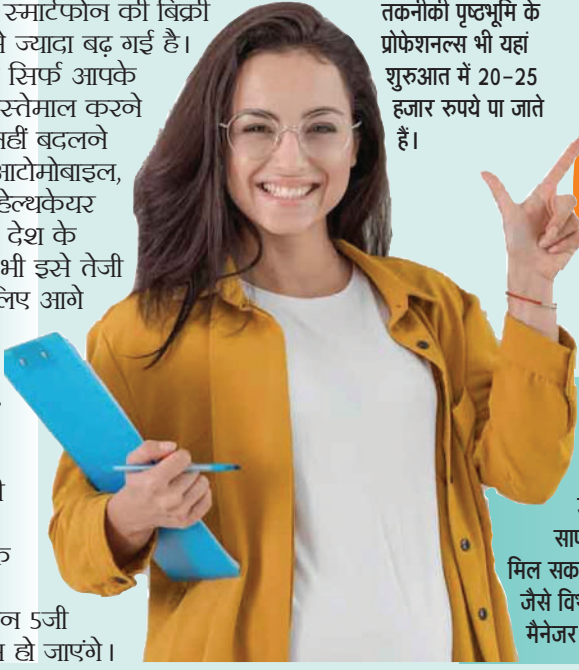 स्मार्टफोन की बिक्री
ज्यादा बढ़ गई है।
सिर्फ आपके
स्तेमाल करने
नहीं बदलने
आटोमोबाइल,
हेल्थकेयर
देश के
भी इसे तेजी
लिए आगे
5जी
हो जाएंगे।
तकनीकी पृष्ठभूमि के
प्रोफेशनल्स भी यहां
शुरुआत में 20-25
हजार रुपये पा जाते
हैं।
मिल सक
जैसे वि
मैनेजर